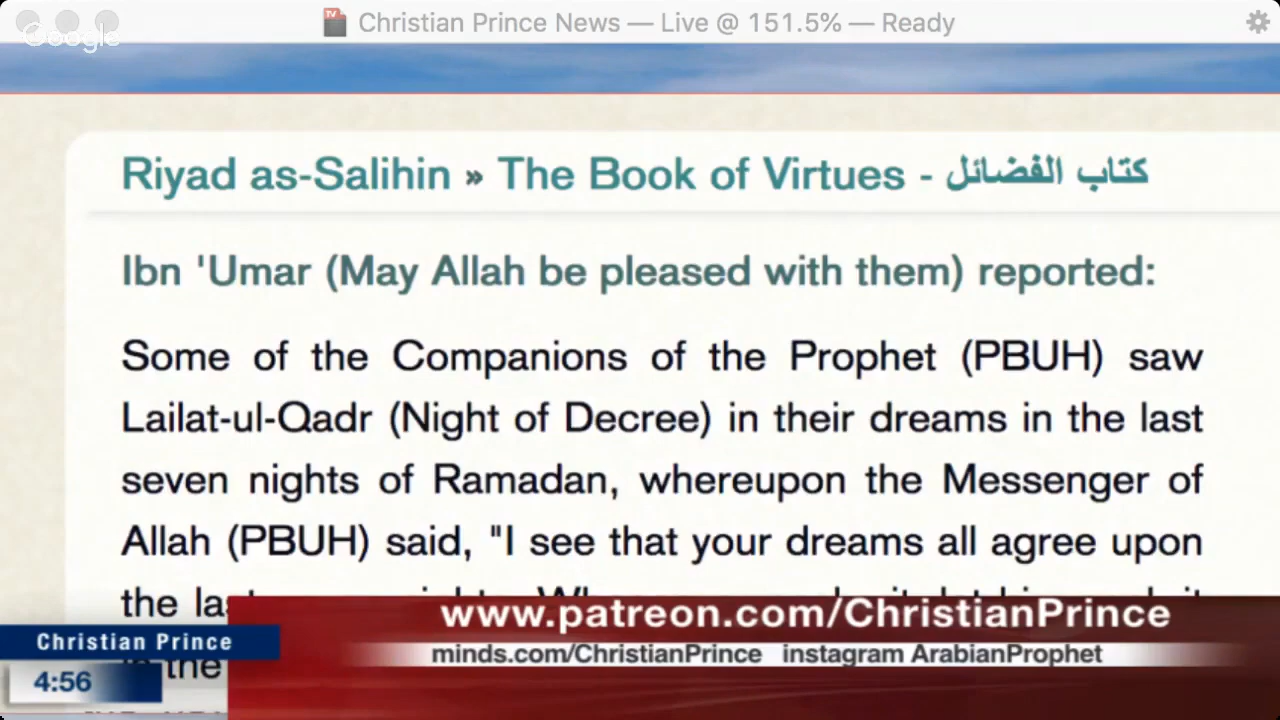 Christian Prince News — Live @ 151.5% — Ready
Google
Riyad as-Salihin » The Book of Virtues - كتاب الفضائل
Ibn 'Umar (May Allah be pleased with them) reported:
Some of the Companions of the Prophet (PBUH) saw
Lailat-ul-Qadr (Night of Decree) in their dreams in the last
seven nights of Ramadan, whereupon the Messenger of
Allah (PBUH) said, "I see that your dreams all agree upon
the
www.patreon.com/ChristianPrince
Christian Prince
minds.com/ChristianPrince instagram ArabianProphet
the
4:56